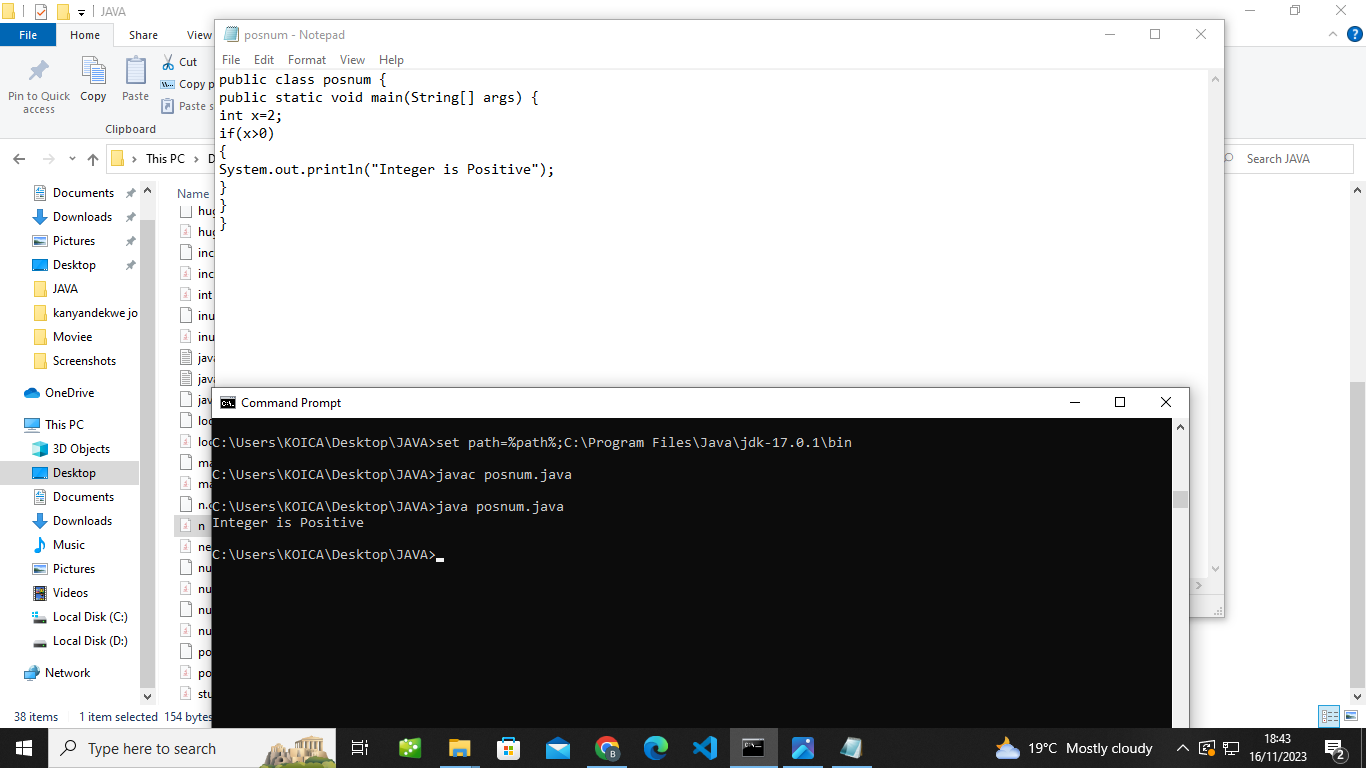 JAVA
File
Home
Share
View
Pin to Quick
access
Copy
Paste
Cut
Copy p
Paste s
Clipboard
This PC
D
Search JAVA
Documents
Downloads
Pictures
Desktop
JAVA
kanyandekwe jo
Moviee
Screenshots
OneDrive
This PC
3D Objects
Desktop
Documents
Downloads
Music
Pictures
Videos
Local Disk (C:)
Local Disk (D:)
Network
Name
hug
hug
inc
inc
int
inu
inu
java
java
jav
loc
loc
ma
ma
n.c
n
ne
nu
nu
nu
nu
po
po
stu
38 items
1 item selected
154 bytes
posnum - Notepad
File
Edit
Format
View
Help
public class posnum {
public static void main(String[] args) {
int x=2;
if(x>0)
{
System.out.println("Integer is Positive");
}
}
}
Command Prompt
C:\Users\KOICA\Desktop\JAVA>set path=%path%;C:\Program Files\Java\jdk-17.0.1\bin
C:\Users\KOICA\Desktop\JAVA>javac posnum.java
C:\Users\KOICA\Desktop\JAVA>java posnum.java
Integer is Positive
C:\Users\KOICA\Desktop\JAVA>
Type here to search
19°C Mostly cloudy
18:43
16/11/2023
2